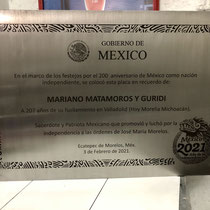 GOBIERNO DE
MEXICO
En el marco de los festejos por el 200 aniversario de México como nación
independiente, se colocó esta placa en recuerdo de:
MARIANO MATAMOROS Y GURIDI
A 207 años de su fusilamiento en Valladolid (Hoy Morelia Michoacán).
Sacerdote y Patriota Mexicano que promovió y luchó por la
independencia a las órdenes de José María Morelos.
Ecatepec de Morelos, Méx.
3 de Febrero de 2021.
2021